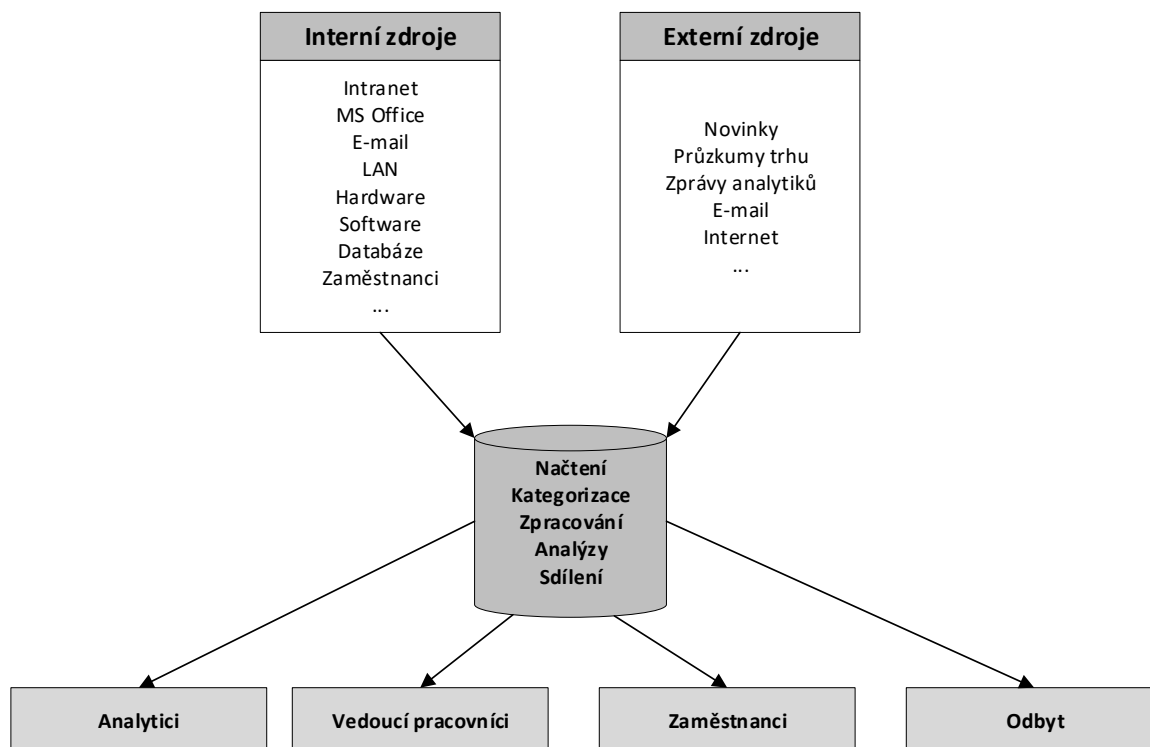 Interní zdroje
Intranet
MS Office
E-mail
LAN
Hardware
Software
Databáze
Zaměstnanci
...
Externí zdroje
Novinky
Průzkumy trhu
Zprávy analytiků
E-mail
Internet
...
Načtení
Kategorizace
Zpracování
Analýzy
Sdílení
Analytici
Vedoucí pracovníci
Zaměstnanci
Odbyt